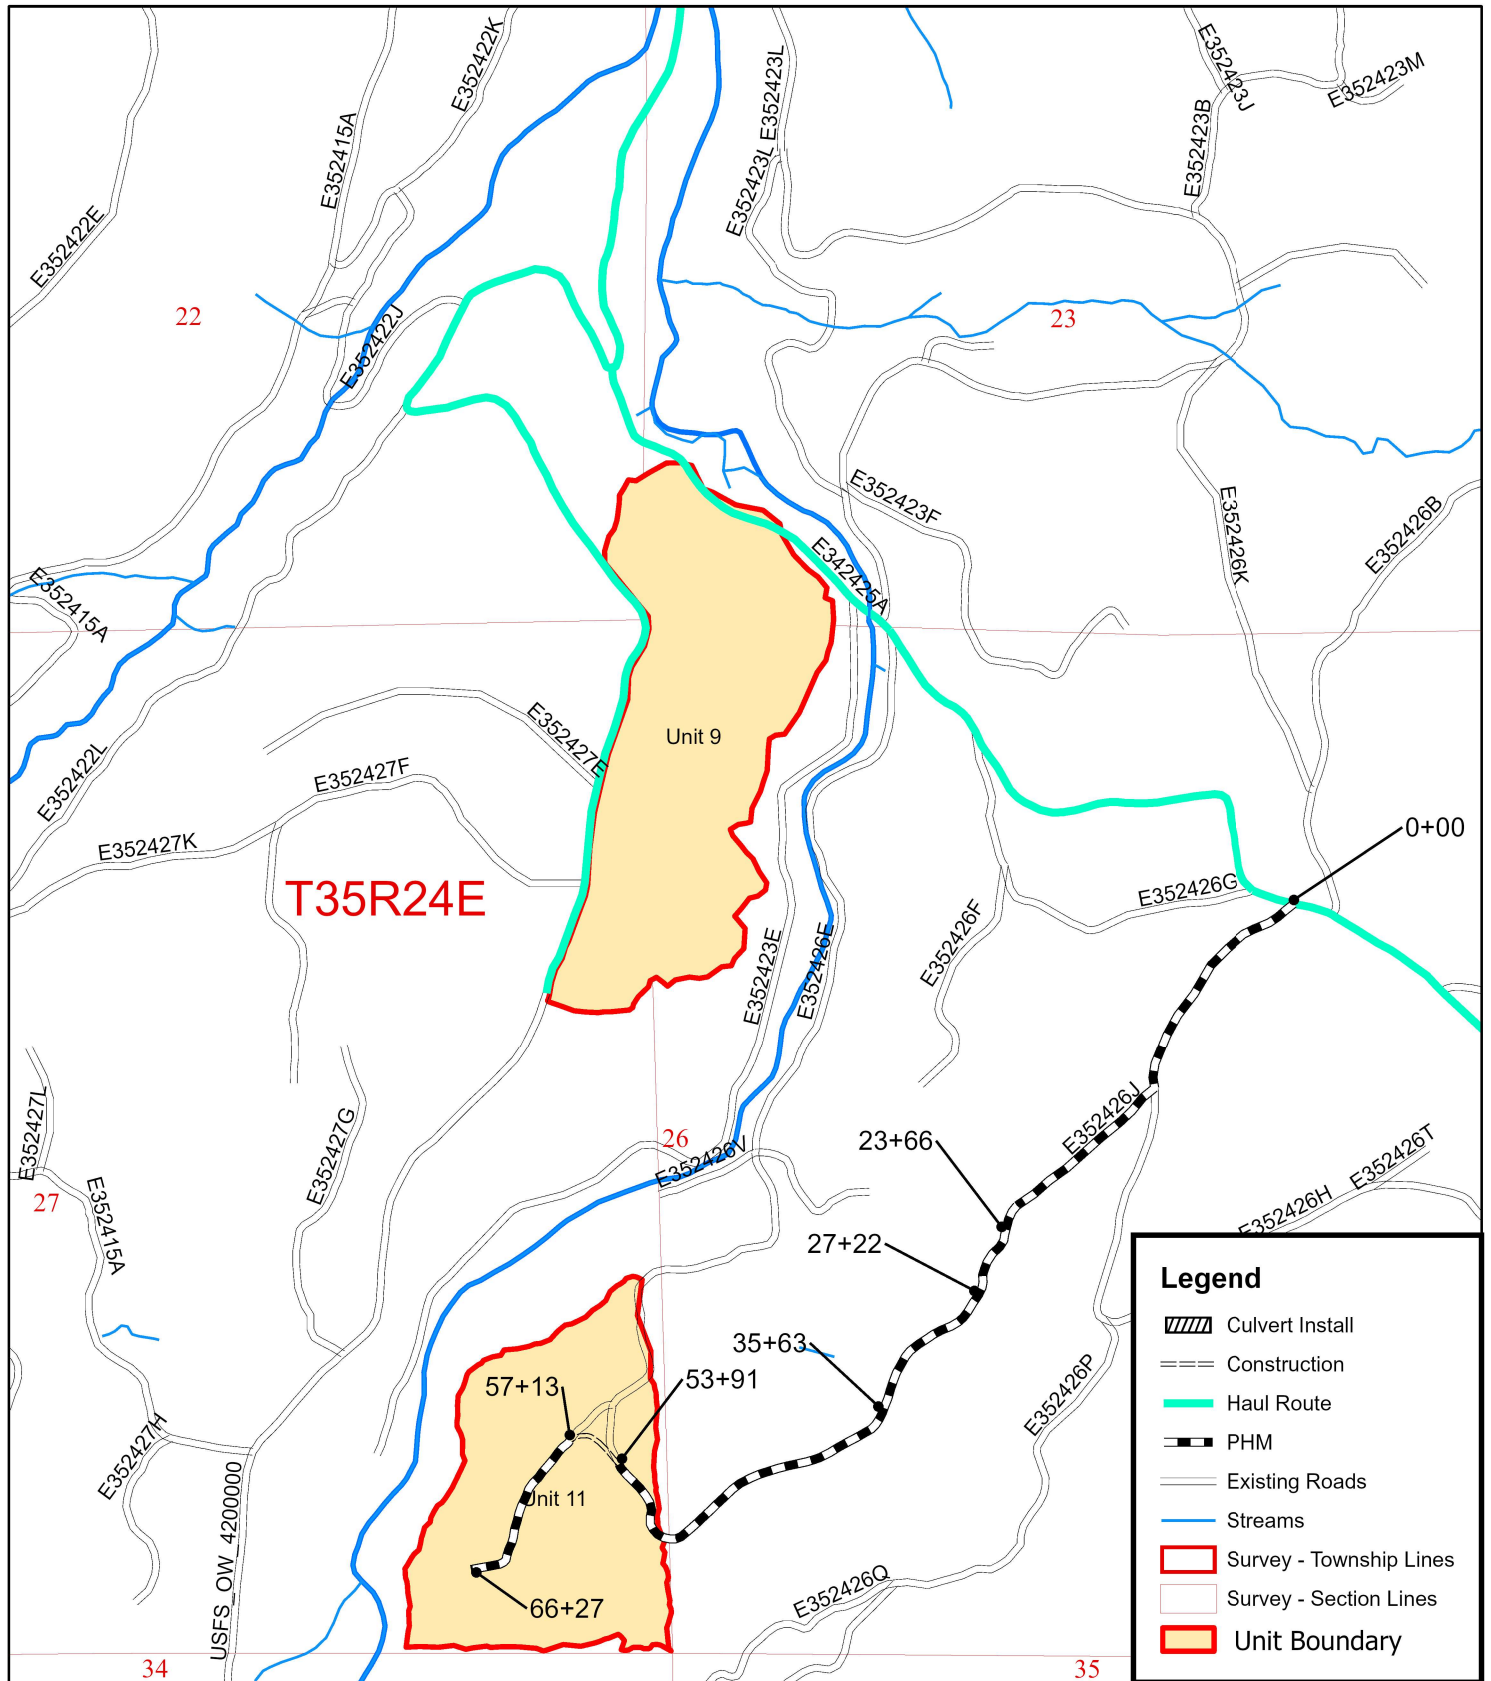 E352422K
E352423L
E352423J
E352423M
E352415A
E352423B
E352423L
E352422E
22
23
E352422J
E352423F
E352426K
E352426B
E342425A
E352415A
E352427E
Unit 9
E352422L
E352427F
E352427K
0+00
T35R24E
E352426G
E352426F
E352423E
E352426E
E352427L
E352427G
E352426J
23+66
26
E352426V
E352426T
27
E352415A
E352426H
27+22
35+63
53+91
57+13
E352426P
E352427H
USFS_OW_4200000
Unit 11
E352426Q
66+27
34
35
Legend
Culvert Install
Construction
Haul Route
PHM
Existing Roads
Streams
Survey - Township Lines
Survey - Section Lines
Unit Boundary